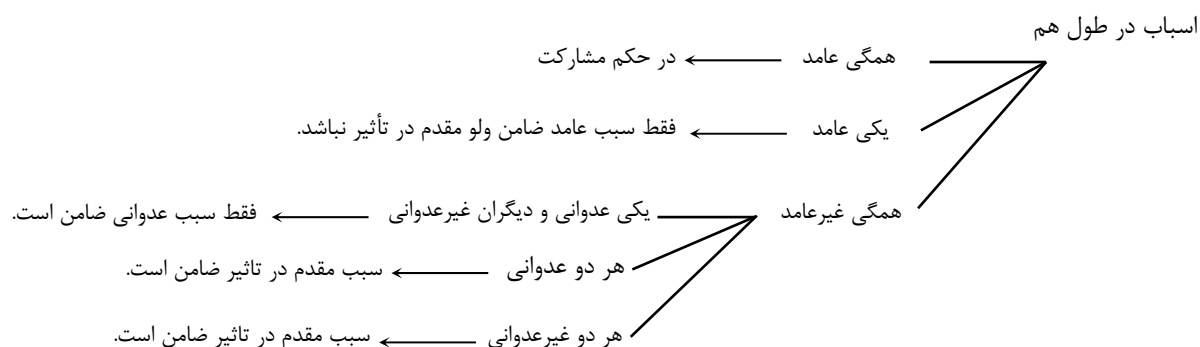 اسباب در طول هم
همگی عامد در حکم مشارکت
یکی عامد فقط سبب عامد ضامن ولو مقدم در تأثیر نباشد.
همگی غیرعامد یکی عدوانی و دیگران غیرعدوانی فقط سبب عدوانی ضامن است.
هر دو عدوانی سبب مقدم در تاثیر ضامن است.
هر دو غیرعدوانی سبب مقدم در تاثیر ضامن است.